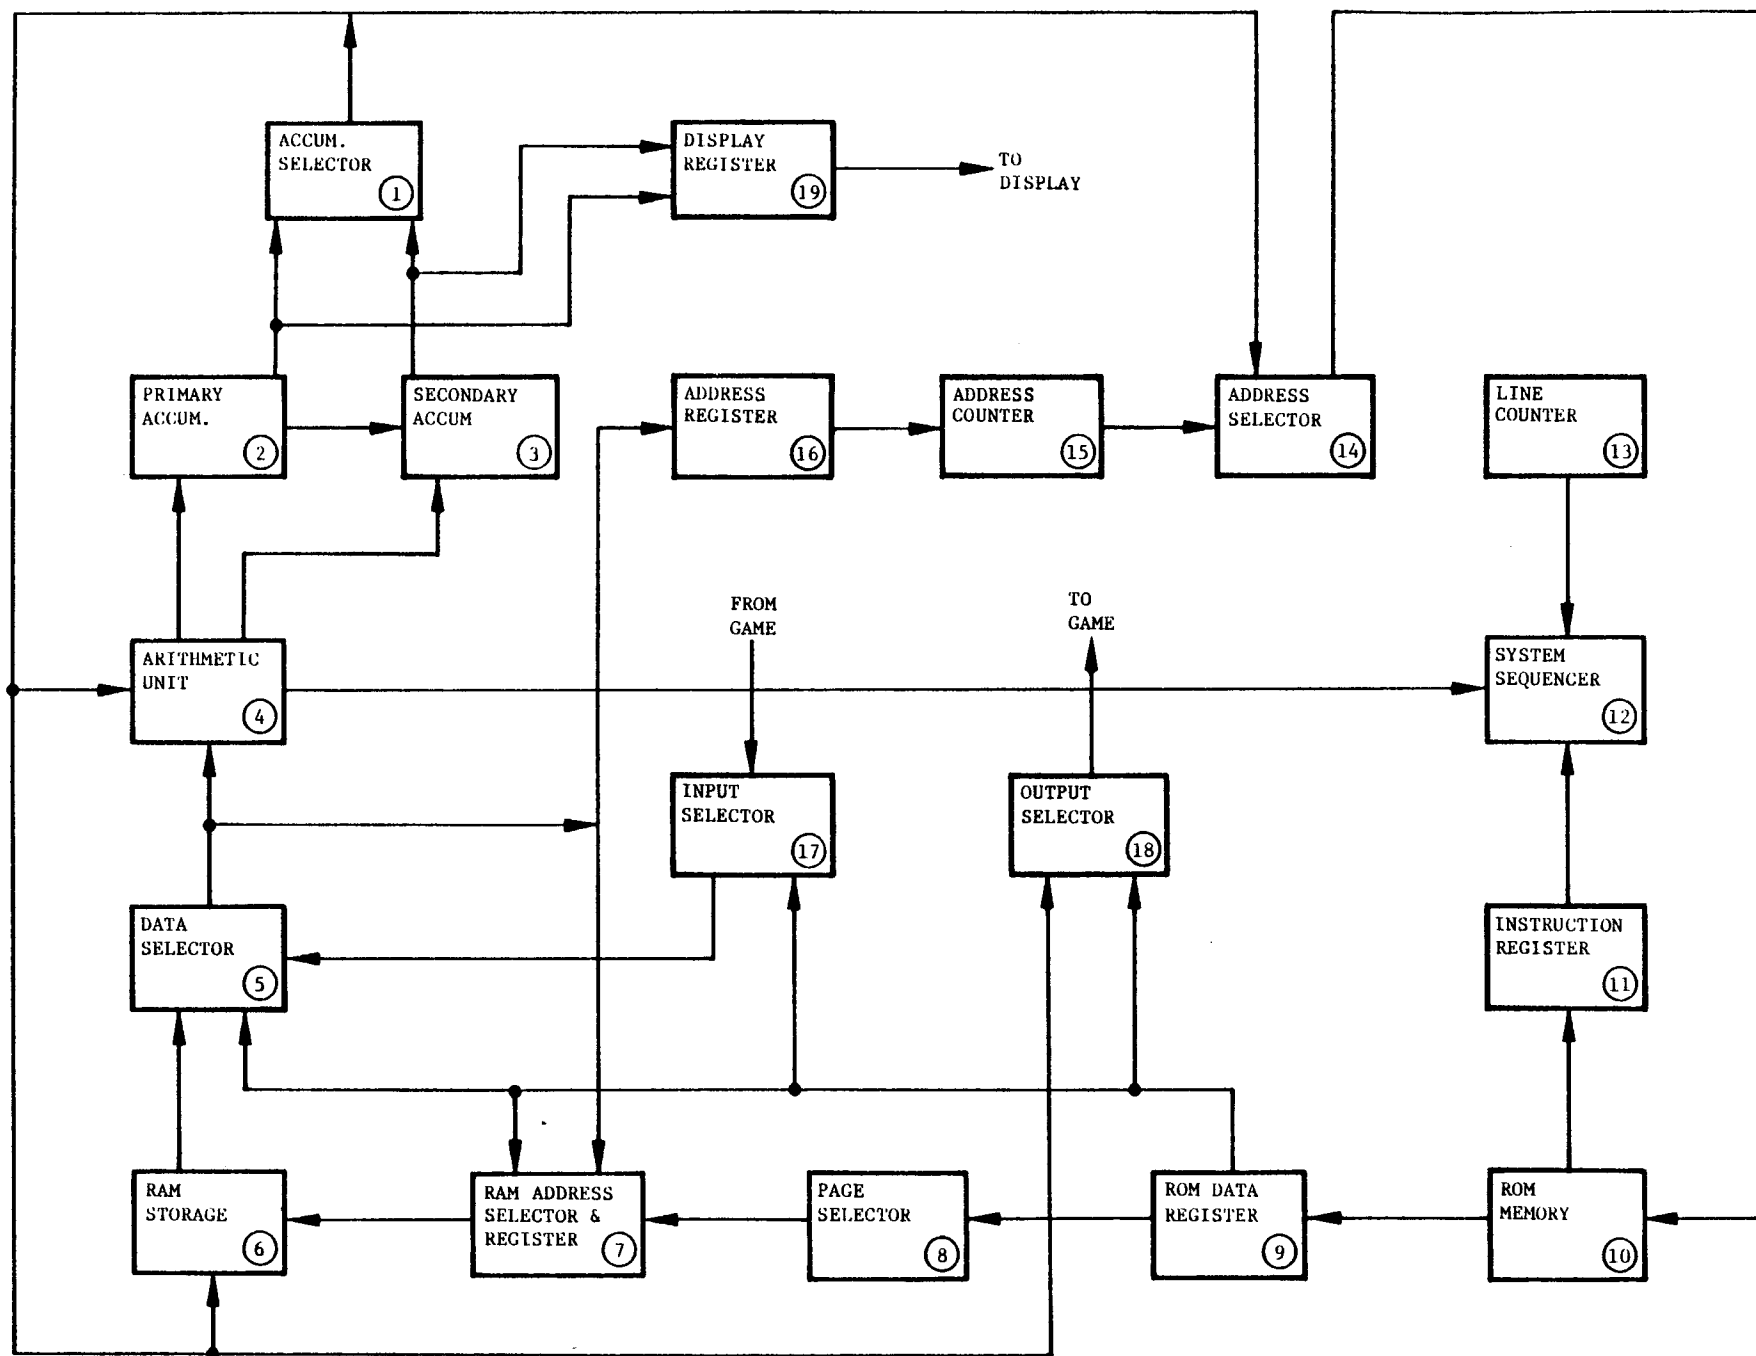 ACCUM.
SELECTOR
1
DISPLAY
REGISTER
19
TO
DISPLAY
PRIMARY
ACCUM.
2
SECONDARY
ACCUM
3
ADDRESS
REGISTER
16
ADDRESS
COUNTER
15
ADDRESS
SELECTOR
14
LINE
COUNTER
13
ARITHMETIC
UNIT
4
FROM
GAME
TO
GAME
SYSTEM
SEQUENCER
12
INPUT
SELECTOR
17
OUTPUT
SELECTOR
18
DATA
SELECTOR
5
INSTRUCTION
REGISTER
11
RAM
STORAGE
6
RAM ADDRESS
SELECTOR &
REGISTER
7
PAGE
SELECTOR
8
ROM DATA
REGISTER
9
ROM
MEMORY
10